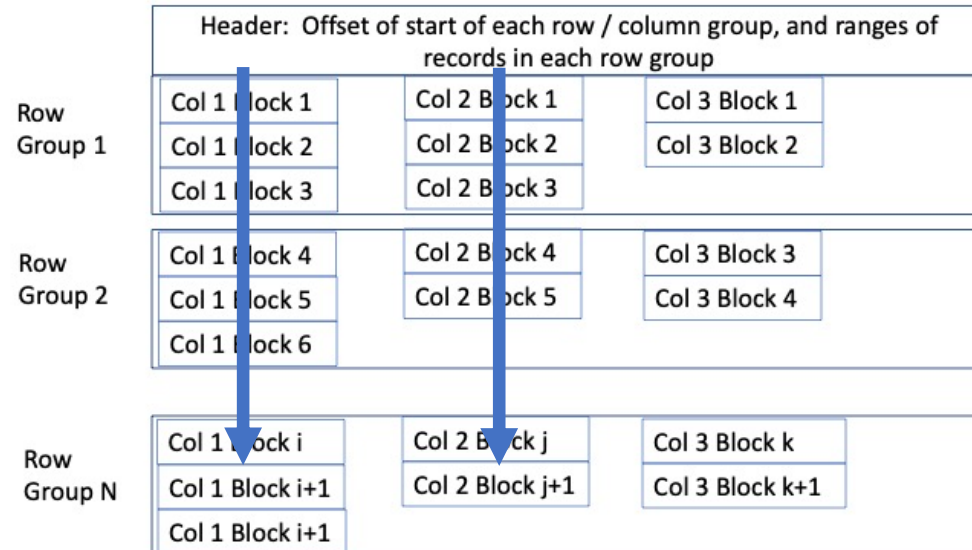 Header:  Offset of start of each row / column group, and ranges of
records in each row group
Row
Group 1
Col 1 Block 1
Col 2 Block 1
Col 3 Block 1
Col 1 Block 2
Col 2 Block 2
Col 3 Block 2
Col 1 Block 3
Col 2 Block 3
Row
Group 2
Col 1 Block 4
Col 2 Block 4
Col 3 Block 3
Col 1 Block 5
Col 2 Block 5
Col 3 Block 4
Col 1 Block 6
Row
Group N
Col 1 Block i
Col 2 Block j
Col 3 Block k
Col 1 Block i+1
Col 2 Block j+1
Col 3 Block k+1
Col 1 Block i+1